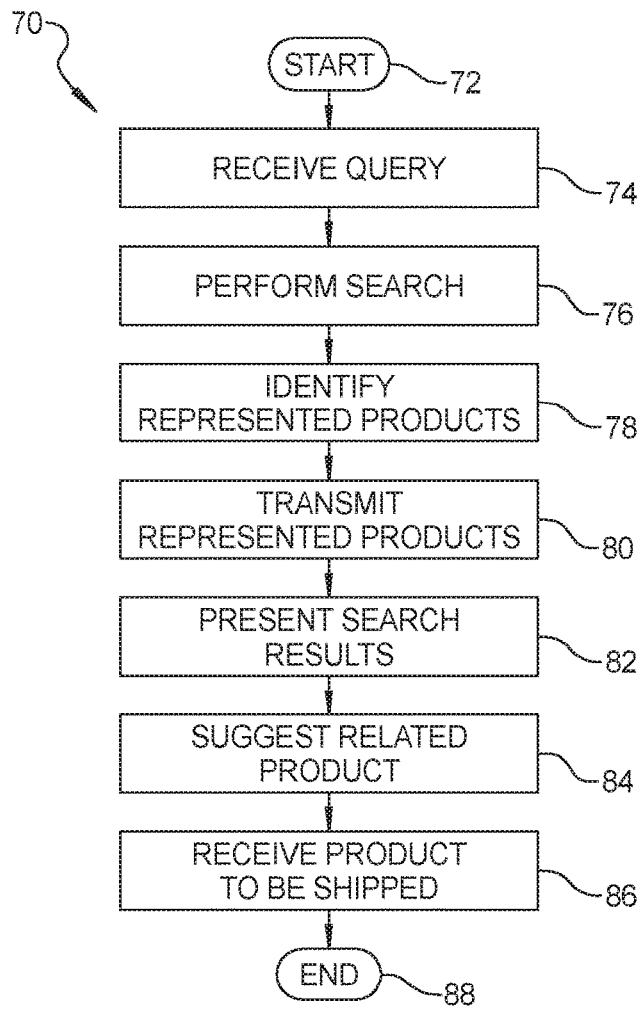 70
START
72
RECEIVE QUERY
74
PERFORM SEARCH
76
IDENTIFY
REPRESENTED PRODUCTS
78
TRANSMIT
REPRESENTED PRODUCTS
80
PRESENT SEARCH
RESULTS
82
SUGGEST RELATED
PRODUCT
84
RECEIVE PRODUCT
TO BE SHIPPED
86
END
88